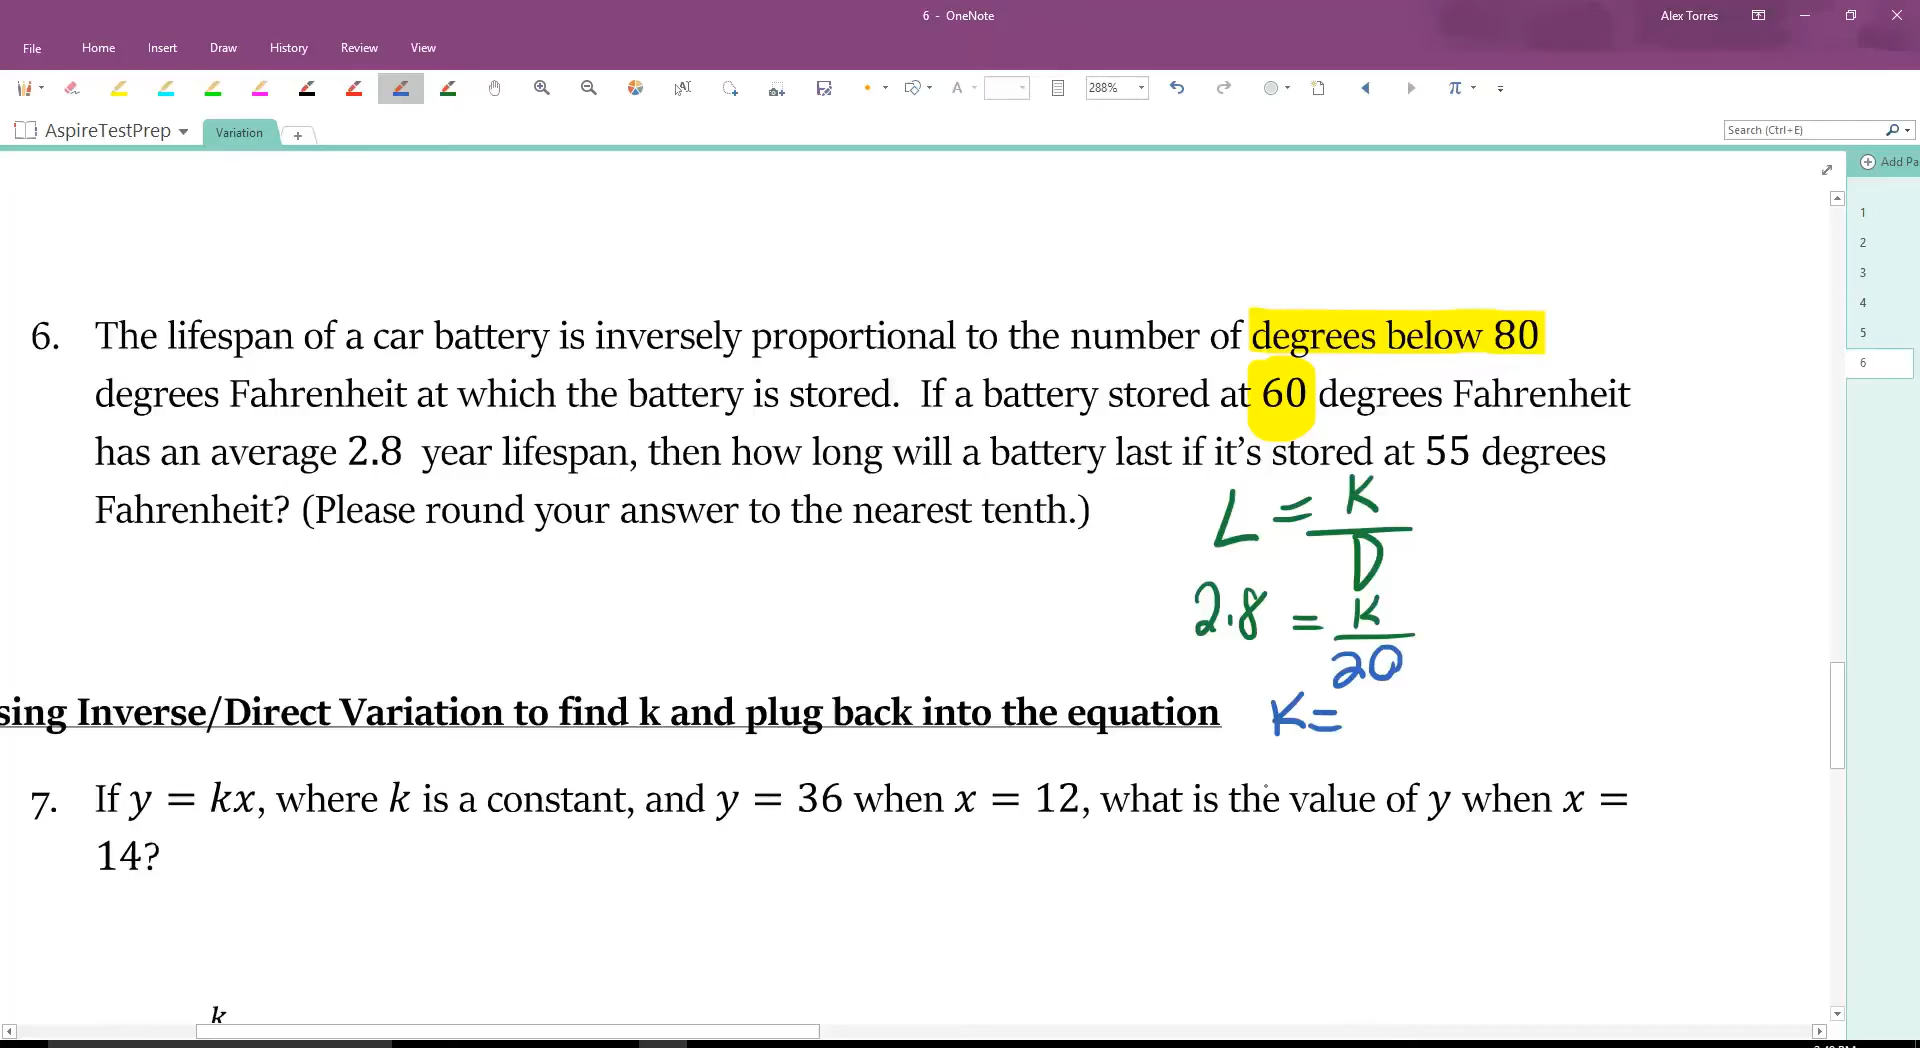 6 - OneNote
Alex Torres
File Home Insert Draw History Review View
288%
π
AspireTestPrep
Variation
Search (Ctrl+E)
Add Pa
1
2
3
4
5
6
6. The lifespan of a car battery is inversely proportional to the number of degrees below 80
degrees Fahrenheit at which the battery is stored. If a battery stored at 60 degrees Fahrenheit
has an average 2.8 year lifespan, then how long will a battery last if it's stored at 55 degrees
Fahrenheit? (Please round your answer to the nearest tenth.)
L = K
D
2.8 = K
20
K =
sing Inverse/Direct Variation to find k and plug back into the equation
7. If y = kx, where k is a constant, and y = 36 when x = 12, what is the value of y when x =
14?
k